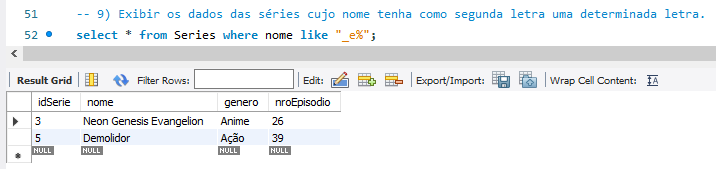 51 -- 9) Exibir os dados das séries cujo nome tenha como segunda letra uma determinada letra.
52 select * from Series where nome like "_e%";
Result Grid Filter Rows: Edit: Export/Import: Wrap Cell Content: IA
idSerie nome genero nroEpisodio
3 Neon Genesis Evangelion Anime 26
5 Demolidor Ação 39
NULL NULL NULL NULL